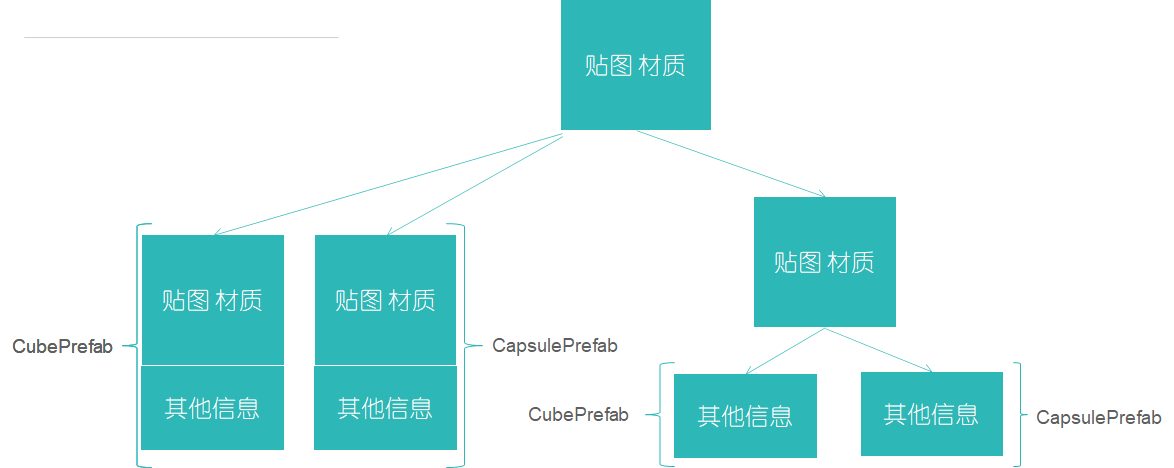 贴图 材质
贴图 材质
贴图 材质
贴图 材质
CubePrefab
CapsulePrefab
其他信息
其他信息
CubePrefab
其他信息
其他信息
CapsulePrefab